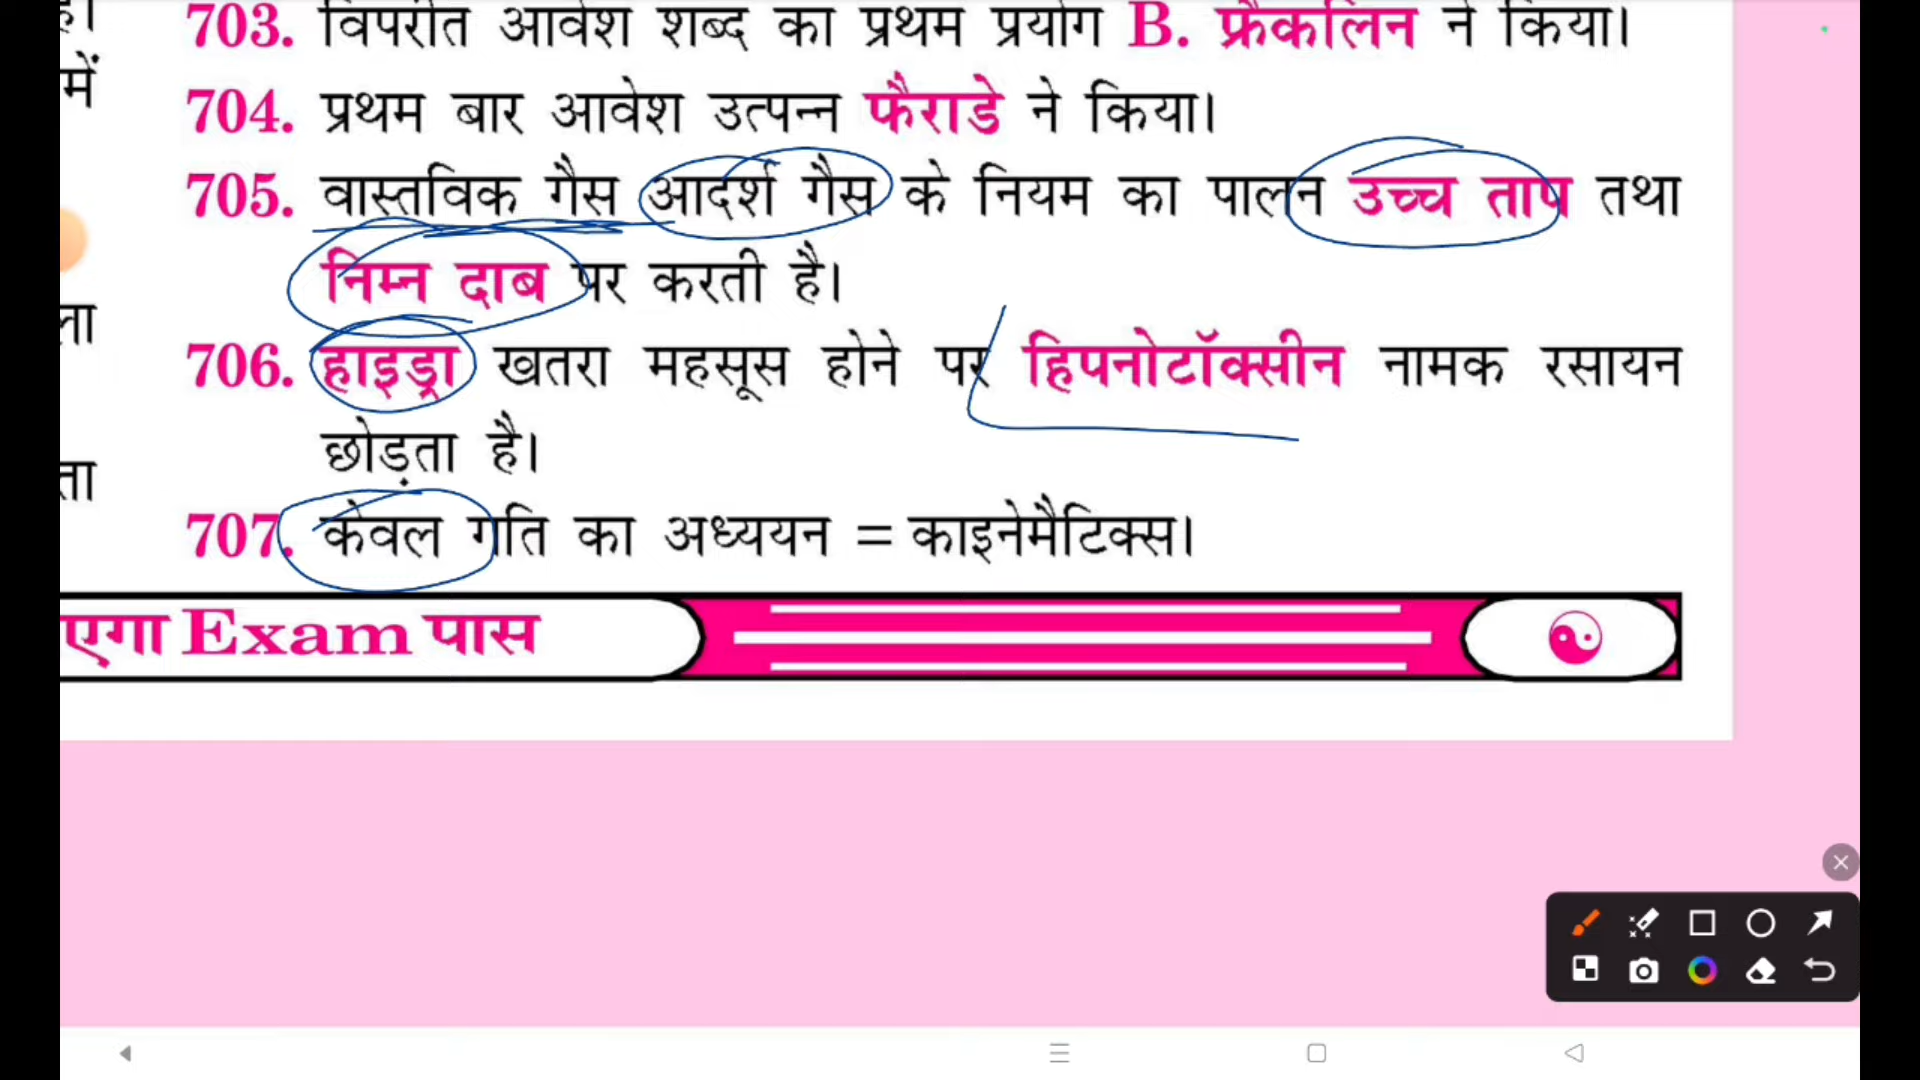 है।
703. विपरीत आवेश शब्द का प्रथम प्रयोग B. फ्रैंकलिन ने किया।
में
704. प्रथम बार आवेश उत्पन्न फैराडे ने किया।
705. वास्तविक गैस आदर्श गैस के नियम का पालन उच्च ताप तथा
निम्न दाब पर करती है।
ला
706. हाइड्रा खतरा महसूस होने पर हिपनोटॉक्सीन नामक रसायन
छोड़ता है।
ता
707. केवल गति का अध्ययन = काइनेमैटिक्स।
एगा Exam पास